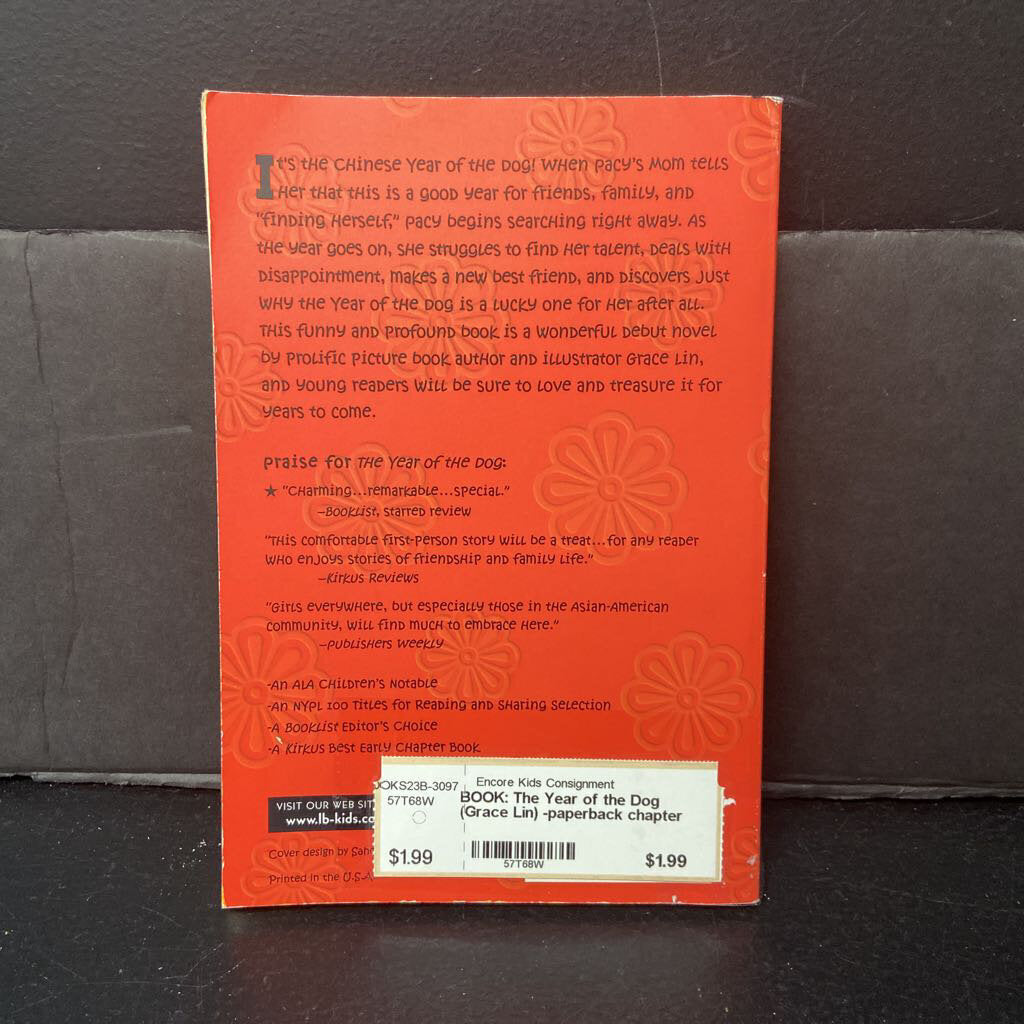 It's the Chinese Year of the Dog! When Pacy's Mom tells
her that this is a good year for friends, family, and
"finding herself," Pacy begins searching right away. As
the year goes on, she struggles to find her talent, deals with
disappointment, makes a new best friend, and discovers just
why the Year of the Dog is a lucky one for her after all.
This funny and profound book is a wonderful debut novel
by prolific picture book author and illustrator Grace Lin,
and young readers will be sure to love and treasure it for
years to come.
Praise for The Year of the Dog:
★ "Charming...remarkable...special."
—Booklist, starred review
"This comfortable first-person story will be a treat...for any reader
who enjoys stories of friendship and family life."
—Kirkus Reviews
"Girls everywhere, but especially those in the Asian-American
community, will find much to embrace here."
—Publishers Weekly
-An ALA Children's Notable
-An NYPL 100 Titles for Reading and Sharing Selection
-A Booklist Editor's Choice
-A Kirkus Best Early Chapter Book
VISIT OUR WEB SIT
www.lb-kids.co
Cover design by
Printed in the U.S.A
OOKS23B-3097
57T68W
$1.99
Encore Kids Consignment
BOOK: The Year of the Dog
(Grace Lin) -paperback chapter
57T68W
$1.99